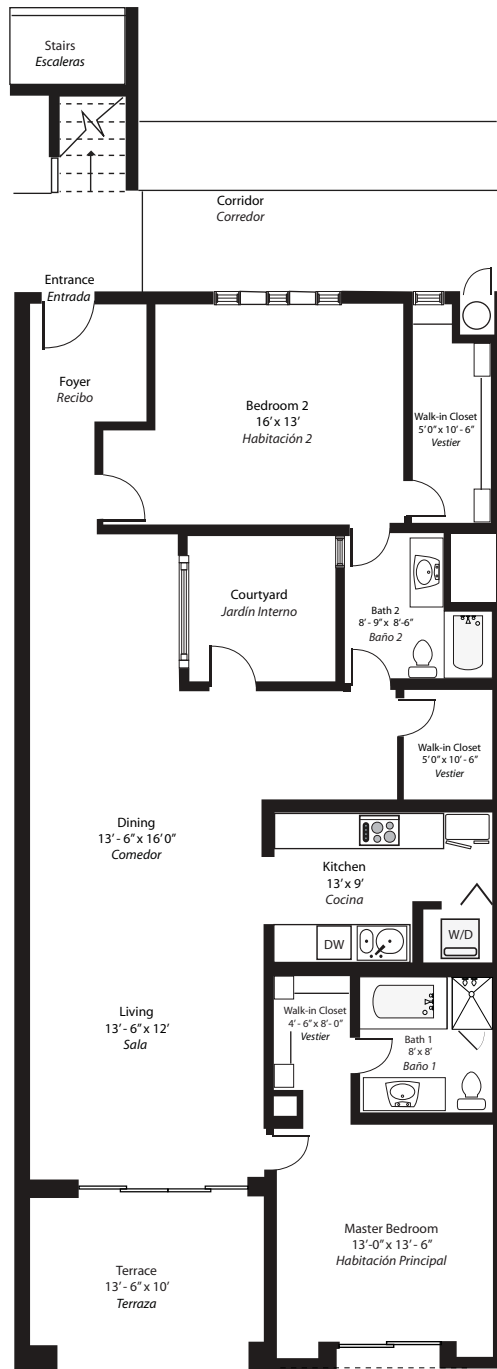 Stairs
Escaleras
Corridor
Corredor
Entrance
Entrada
Foyer
Recibo
Bedroom 2
16' x 13'
Habitación 2
Walk-in Closet
5' 0" x 10' - 6"
Vestier
Courtyard
Jardín Interno
Bath 2
8' - 9" x 8'-6"
Baño 2
Walk-in Closet
5' 0" x 10' - 6"
Vestier
Dining
13' - 6" x 16' 0"
Comedor
Kitchen
13' x 9'
Cocina
DW
W/D
Living
13' - 6" x 12'
Sala
Walk-in Closet
4' - 6" x 8' - 0"
Vestier
Bath 1
8' x 8'
Baño 1
Master Bedroom
13'-0" x 13' - 6"
Habitación Principal
Terrace
13' - 6" x 10'
Terraza